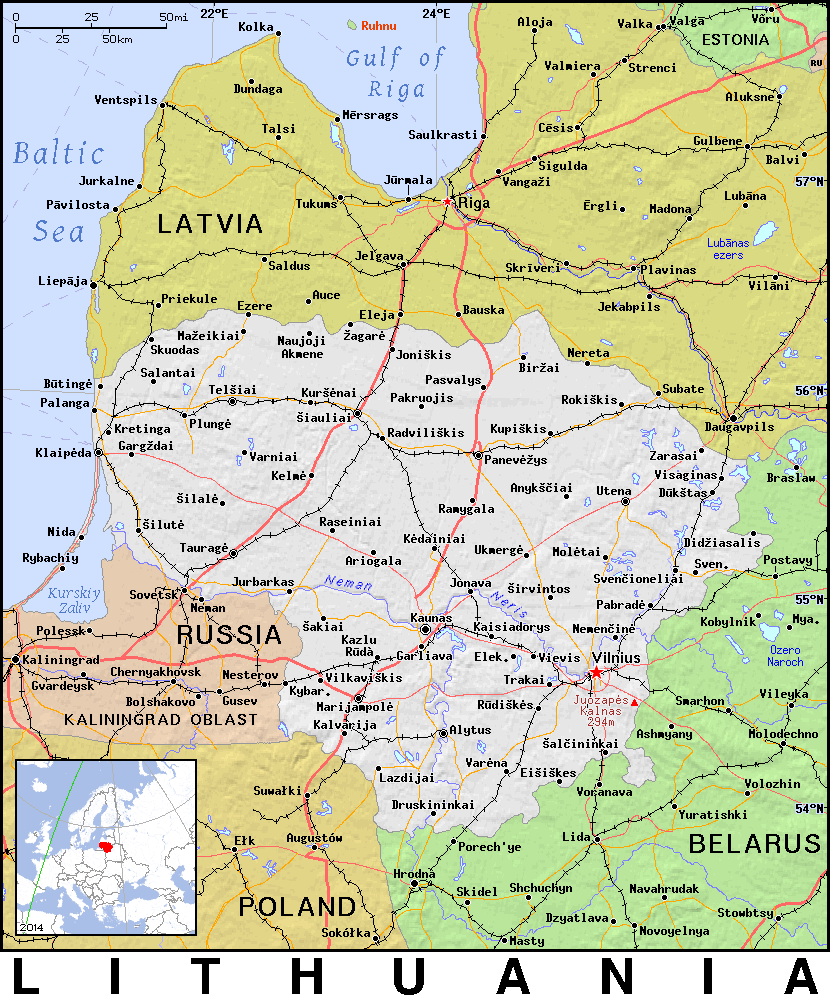 0 50mi
0 25 50km
22°E
24°E
Kolka
Ruhnu
Aloja
Valka
Valga
Võru
ESTONIA
RU
Gulf of
Riga
Valmiera
Strenci
Dundaga
Ventspils
Mērsrags
Aluksne
Talsi
Saulkrasti
Cēsis
Gulbene
Balvi
Baltic
Sea
Sigulda
Vangaži
Jurkalne
Jūrmala
57°N
Pāvilosta
Tukums
Riga
Ērgli
Madona
Lubāna
LATVIA
Lubānas
ezers
Jelgava
Saldus
Skrīveri
Plavinas
Liepāja
Vilāni
Priekule
Auce
Ezere
Eleja
Bauska
Jekabpils
Mažeikiai
Naujoji
Akmene
Žagarė
Skuodas
Joniškis
Biržai
Nereta
Salantai
Būtingė
Telšiai
Kuršėnai
Pasvalys
Subate
56°N
Palanga
Pakruojis
Rokiškis
Šiauliai
Plungė
Kretinga
Radviliškis
Kupiškis
Daugavpils
Gargždai
Klaipėda
Varniai
Panevėžys
Zarasai
Kelmė
Visaginas
Braslaw
Anykščiai
Utena
Dūkštas
Šilalė
Ramygala
Šilutė
Raseiniai
Nida
Kėdainiai
Didžiasalis
Tauragė
Ukmergė
Molėtai
Rybachiy
Ariogala
Sven.
Postavy
Švenčionėliai
Jurbarkas
Neman
Jonava
Širvintos
Kurskiy
Zaliv
Sovetsk
Neman
Neris
Pabradė
55°N
Šakiai
Kaunas
Kaisiadorys
Nemenčinė
Kobylnik
Mya.
Polessk
RUSSIA
Kazlu
Rūdà
Garliava
Elek.
Vievis
Vilnius
Ozero
Naroch
Kaliningrad
Chernyakhovsk
Nesterov
Vilkaviškis
Trakai
Gvardeysk
Kybar.
Gusev
Bolshakovo
Marijampolė
Rūdiškės
Juozapės
Kalnas
294m
Smarhon
Vileyka
KALININGRAD OBLAST
Kalvarija
Alytus
Ashmyany
Molodechno
Šalčininkai
Varėna
Eišiškes
Lazdijai
Voranava
Volozhin
Suwałki
Druskininkai
Yuratishki
54°N
Ełk
Augustów
Porech'ye
Lida
BELARUS
Hrodna
Skidel
Shchuchyn
Navahrudak
POLAND
Dzyatlava
Stowbtsy
Sokółka
Masty
Novoyelnya
2014
LITHUANIA